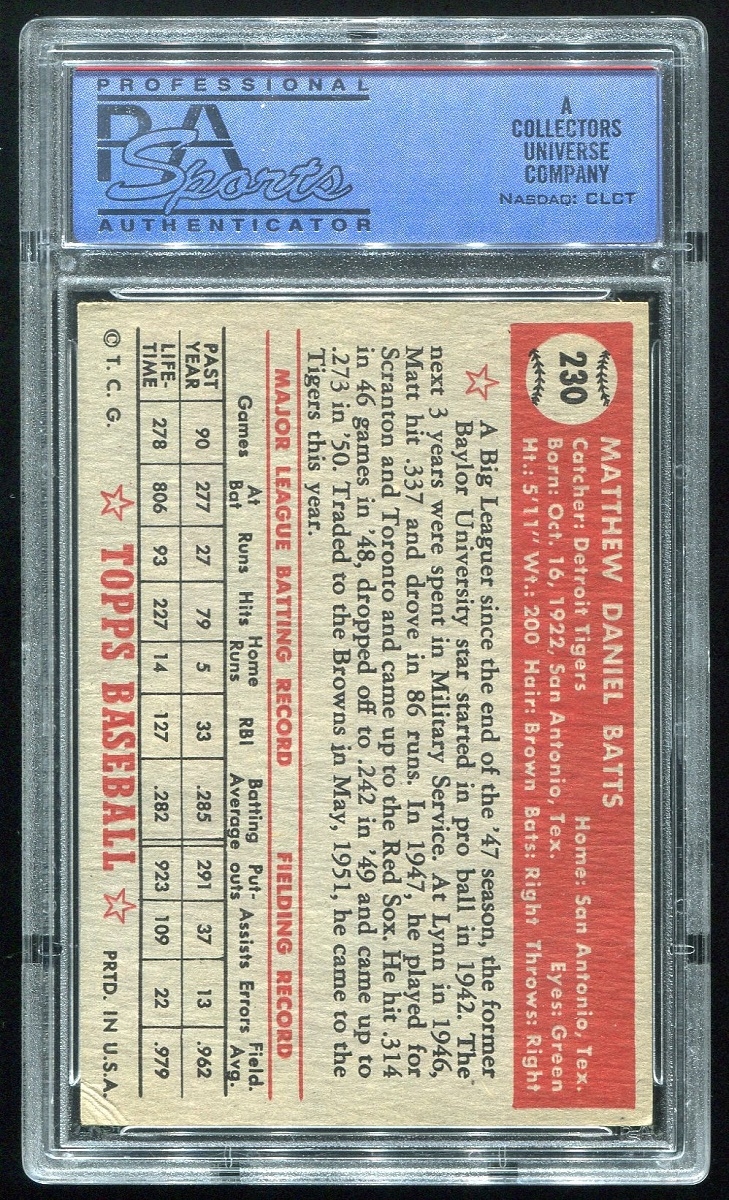 PROFESSIONAL
PSA
Sports
AUTHENTICATOR
A
COLLECTORS
UNIVERSE
COMPANY
NASDAQ: CLCT
230
MATTHEW DANIEL BATTS
Catcher: Detroit Tigers Home: San Antonio, Tex.
Born: Oct. 16, 1922, San Antonio, Tex. Eyes: Green
Ht.: 5'11" Wt.: 200 Hair: Brown Bats: Right Throws: Right
A Big Leaguer since the end of the '47 season, the former
Baylor University star started in pro ball in 1942. The
next 3 years were spent in Military Service. At Lynn in 1946,
Matt hit .337 and drove in 86 runs. In 1947, he played for
Scranton and Toronto and came up to the Red Sox. He hit .314
in 46 games in '48, dropped off to .242 in '49 and came up to
.273 in '50. Traded to the Browns in May, 1951, he came to the
Tigers this year.
MAJOR LEAGUE BATTING RECORD FIELDING RECORD
Games At Bat Runs Hits Home Runs RBI Batting Average Put-outs Assists Errors Field. Avg.
PAST YEAR 90 277 27 79 5 33 .285 291 37 13 .962
LIFE-TIME 278 806 93 227 14 127 .282 923 109 22 .979
© T. C. G. TOPPS BASEBALL PRTD. IN U.S.A.